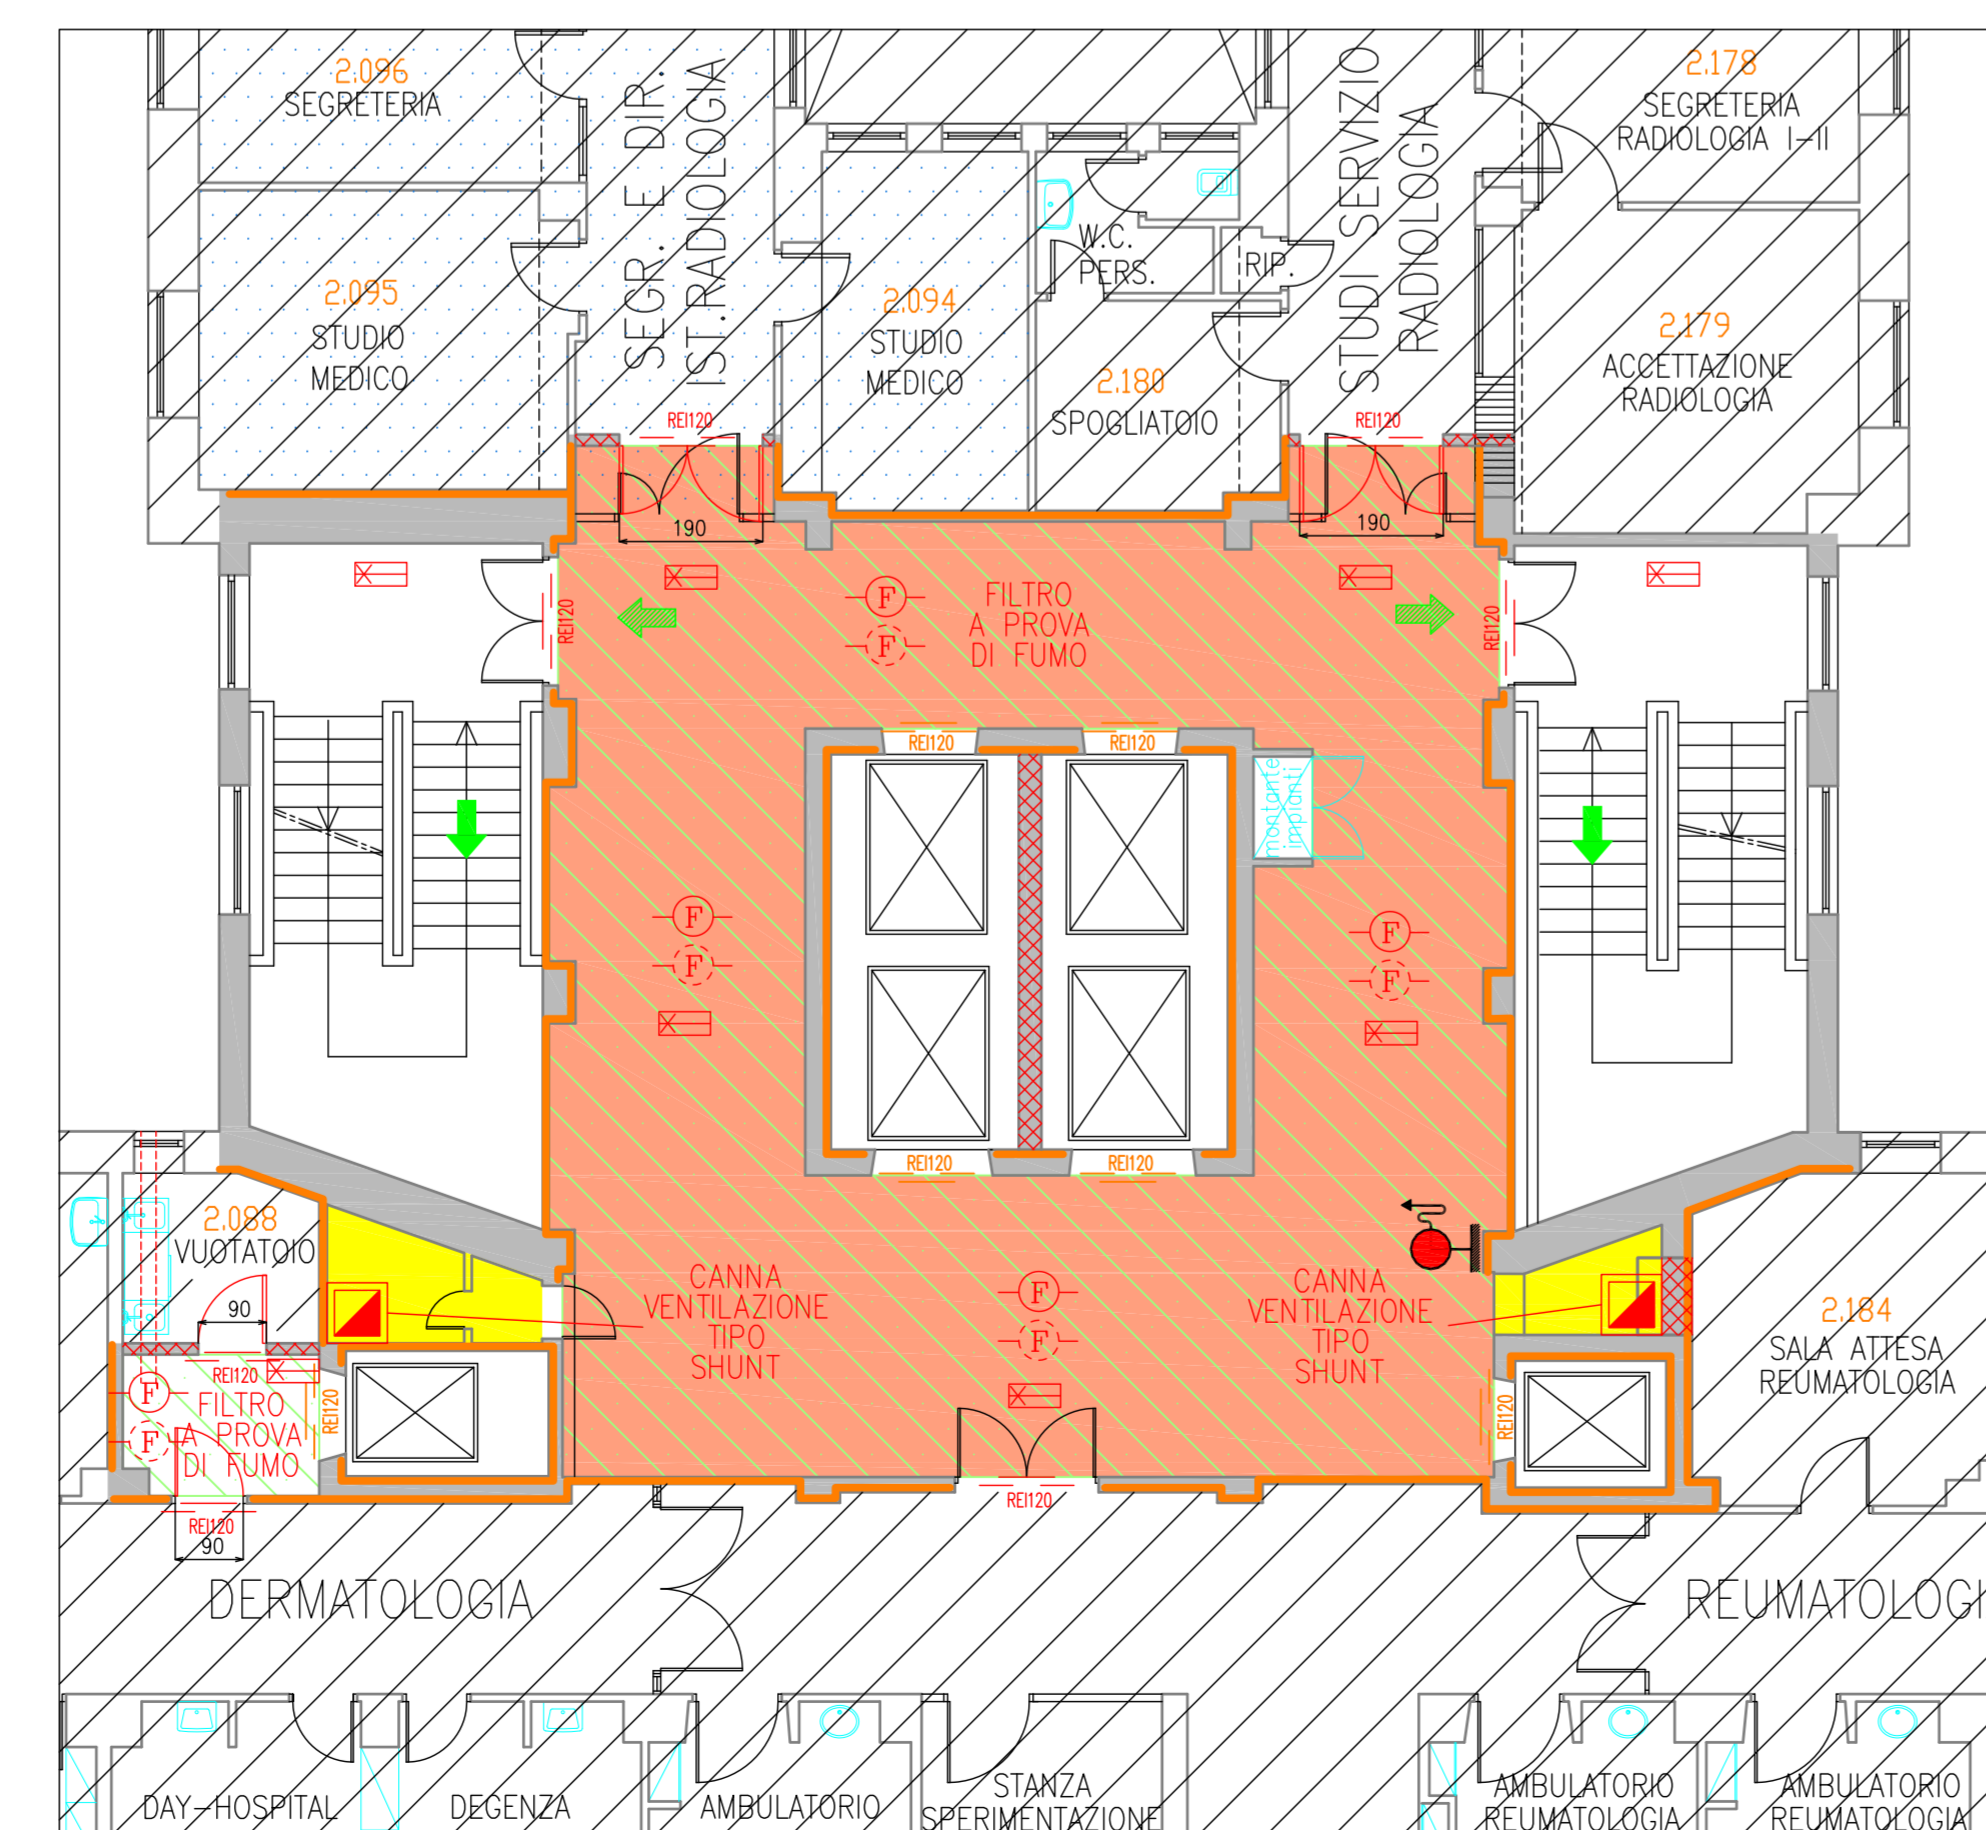 2.096
SEGRETERIA
SEGR. E DIR.
IST.RADIOLOGIA
STUDI SERVIZIO
RADIOLOGIA
2.178
SEGRETERIA
RADIOLOGIA I-II
2.095
STUDIO
MEDICO
2.094
STUDIO
MEDICO
W.C.
PERS.
RIP.
2.180
SPOGLIATOIO
2.179
ACCETTAZIONE
RADIOLOGIA
REI120
REI120
190
190
REI120
F
F
FILTRO
A PROVA
DI FUMO
REI120
REI120
REI120
montante
impianti
F
F
F
F
REI120
REI120
2.088
VUOTATOIO
90
CANNA
VENTILAZIONE
TIPO
SHUNT
F
F
CANNA
VENTILAZIONE
TIPO
SHUNT
2.184
SALA ATTESA
REUMATOLOGIA
REI120
F
F
FILTRO
A PROVA
DI FUMO
REI120
REI120
REI120
90
REI120
DERMATOLOGIA
REUMATOLOGI
DAY-HOSPITAL
DEGENZA
AMBULATORIO
STANZA
SPERIMENTAZIONE
AMBULATORIO
REUMATOLOGIA
AMBULATORIO
REUMATOLOGIA